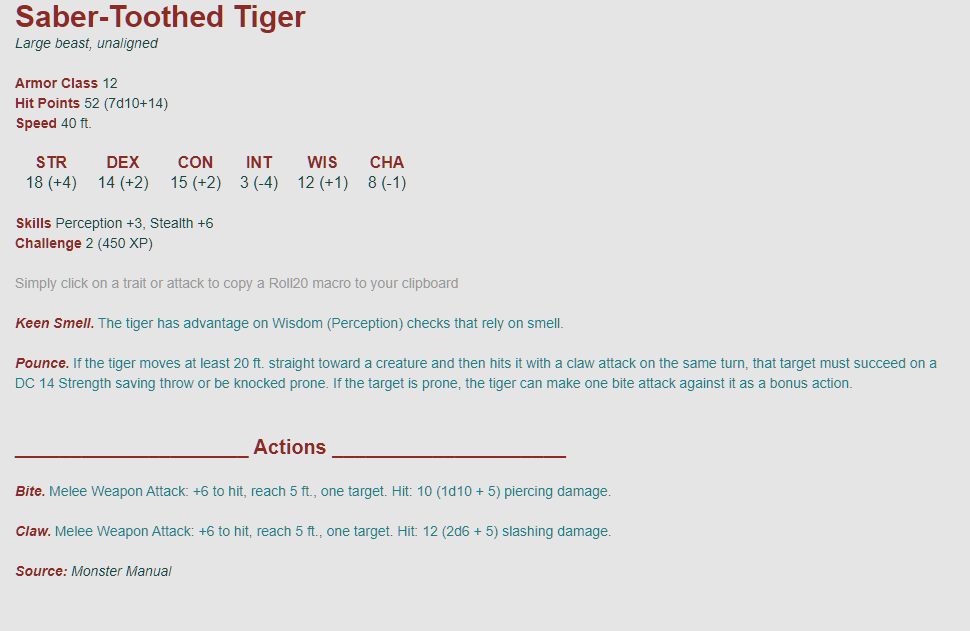 Saber-Toothed Tiger
Large beast, unaligned
Armor Class 12
Hit Points 52 (7d10+14)
Speed 40 ft.
STR DEX CON INT WIS CHA
18 (+4) 14 (+2) 15 (+2) 3 (-4) 12 (+1) 8 (-1)
Skills Perception +3, Stealth +6
Challenge 2 (450 XP)
Simply click on a trait or attack to copy a Roll20 macro to your clipboard
Keen Smell. The tiger has advantage on Wisdom (Perception) checks that rely on smell.
Pounce. If the tiger moves at least 20 ft. straight toward a creature and then hits it with a claw attack on the same turn, that target must succeed on a
DC 14 Strength saving throw or be knocked prone. If the target is prone, the tiger can make one bite attack against it as a bonus action.
_____________________ Actions _____________________
Bite. Melee Weapon Attack: +6 to hit, reach 5 ft., one target. Hit: 10 (1d10 + 5) piercing damage.
Claw. Melee Weapon Attack: +6 to hit, reach 5 ft., one target. Hit: 12 (2d6 + 5) slashing damage.
Source: Monster Manual